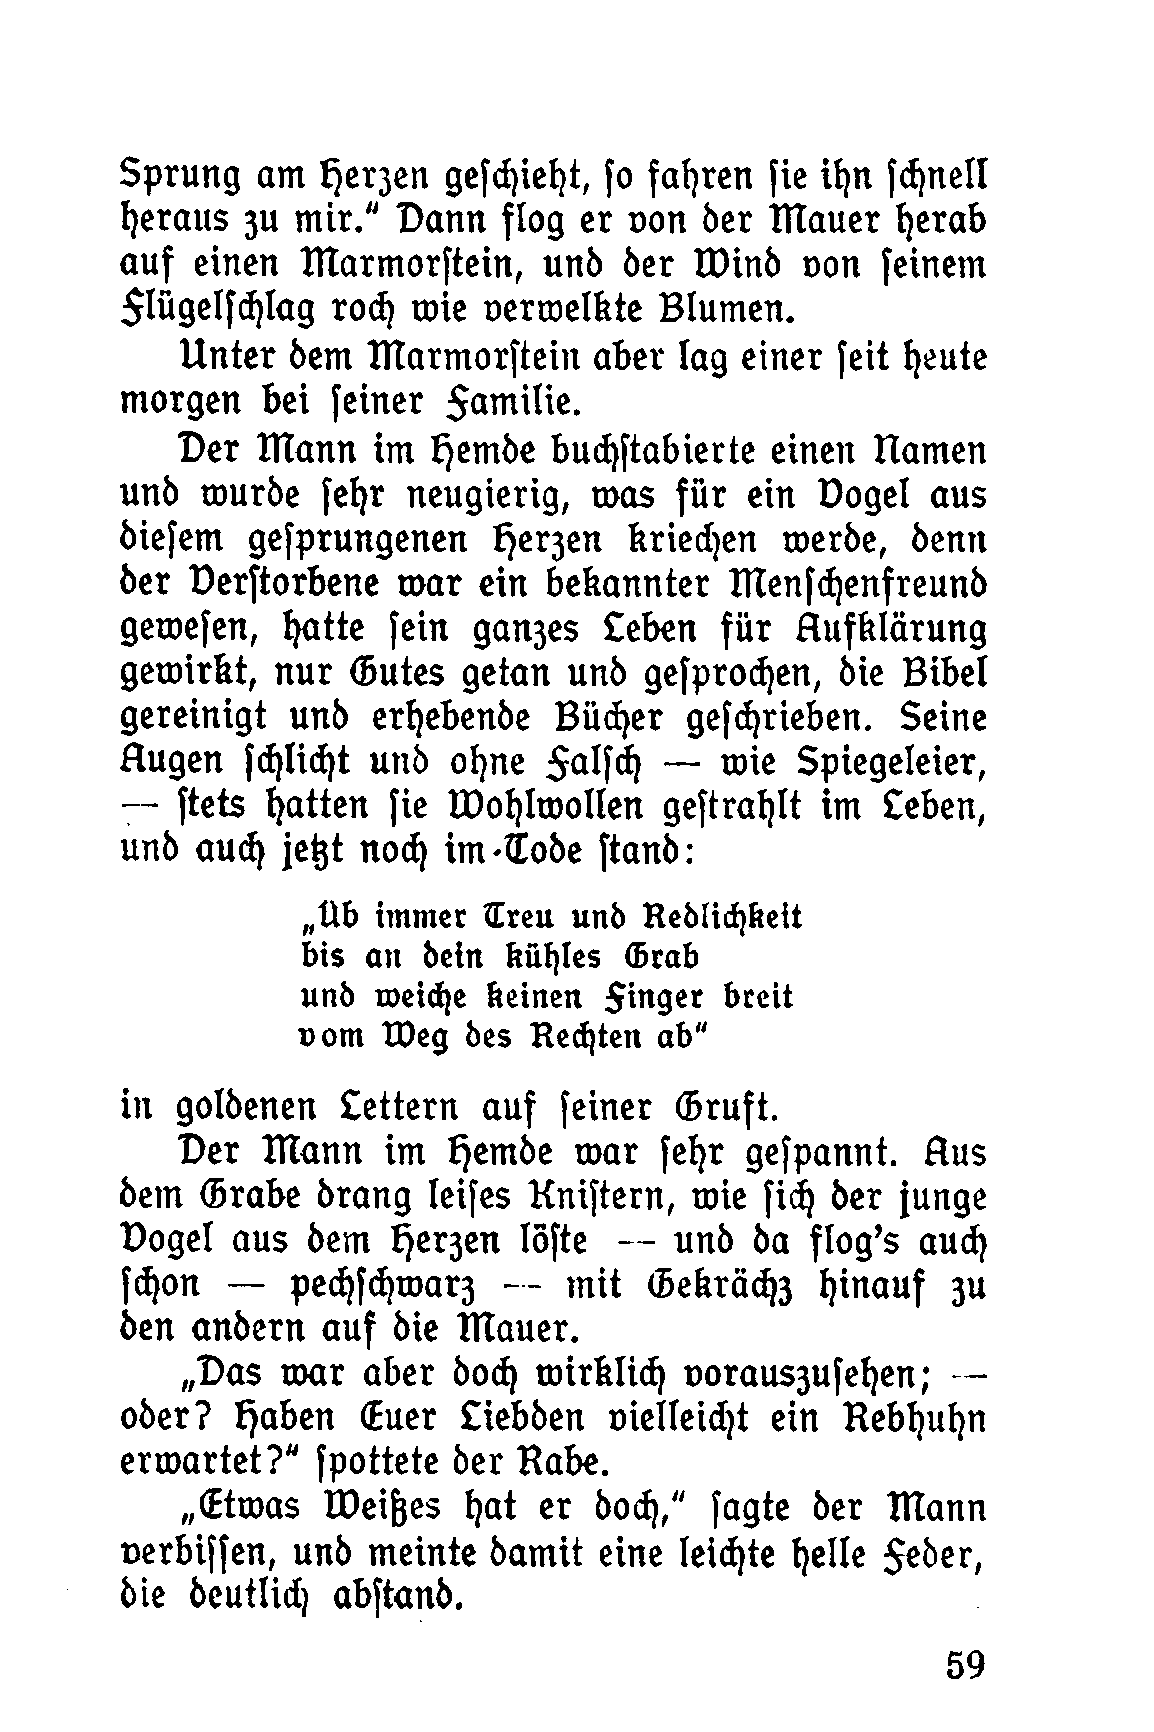 Sprung am Herzen geſchieht, ſo fahren ſie ihn ſchnell
heraus zu mir." Dann flog er von der Mauer herab
auf einen Marmorſtein, und der Wind von ſeinem
Flügelſchlag roch wie verwelkte Blumen.
Unter dem Marmorſtein aber lag einer ſeit heute
morgen bei ſeiner Familie.
Der Mann im Hemde buchſtabierte einen Namen
und wurde ſehr neugierig, was für ein Vogel aus
dieſem geſprungenen Herzen kriechen werde, denn
der Verſtorbene war ein bekannter Menſchenfreund
geweſen, hatte ſein ganzes Leben für Aufklärung
gewirkt, nur Gutes getan und geſprochen, die Bibel
gereinigt und erhebende Bücher geſchrieben. Seine
Augen ſchlicht und ohne Falſch — wie Spiegeleier,
— ſtets hatten ſie Wohlwollen geſtrahlt im Leben,
und auch jetzt noch im Tode ſtand:
„Üb immer Treu und Redlichkeit
bis an dein kühles Grab
und weiche keinen Finger breit
vom Weg des Rechten ab"
in goldenen Lettern auf ſeiner Gruft.
Der Mann im Hemde war ſehr geſpannt. Aus
dem Grabe drang leiſes Kniſtern, wie ſich der junge
Vogel aus dem Herzen löſte — und da flog's auch
ſchon — pechſchwarz — mit Gekrächz hinauf zu
den andern auf die Mauer.
„Das war aber doch wirklich vorauszuſehen; —
oder? Haben Euer Liebden vielleicht ein Rebhuhn
erwartet?" ſpottete der Rabe.
„Etwas Weißes hat er doch," ſagte der Mann
verbiſſen, und meinte damit eine leichte helle Feder,
die deutlich abſtand.
59